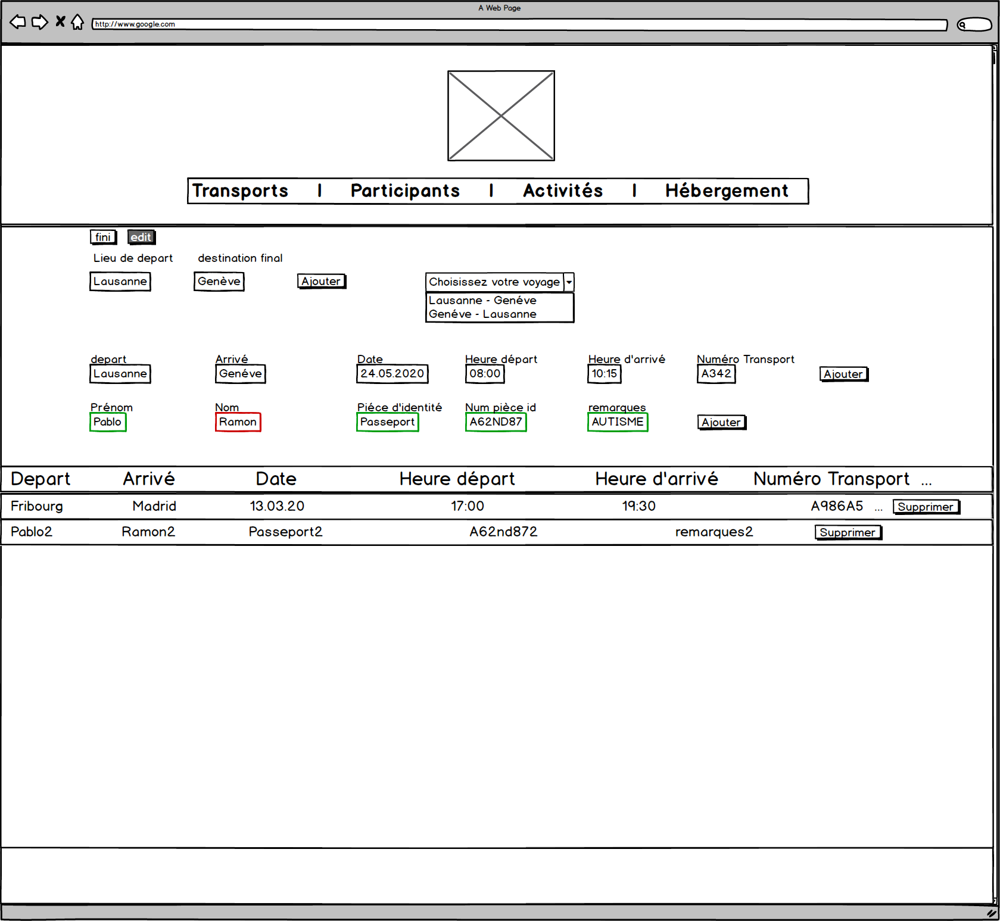 A Web Page
http://www.google.com
Transports | Participants | Activités | Hébergement
fini edit
Lieu de depart destination final
Lausanne Genève Ajouter Choisissez votre voyage
Lausanne - Genéve
Genéve - Lausanne
depart Arrivé Date Heure départ Heure d'arrivé Numéro Transport
Lausanne Genéve 24.05.2020 08:00 10:15 A342 Ajouter
Prénom Nom Piéce d'identité Num pièce id remarques
Pablo Ramon Passeport A62ND87 AUTISME Ajouter
Depart Arrivé Date Heure départ Heure d'arrivé Numéro Transport ...
Fribourg Madrid 13.03.20 17:00 19:30 A986A5 ... Supprimer
Pablo2 Ramon2 Passeport2 A62nd872 remarques2 Supprimer